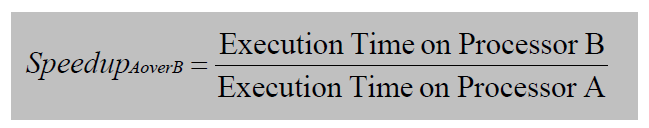 SpeedupAoverB = Execution Time on Processor B
Execution Time on Processor A